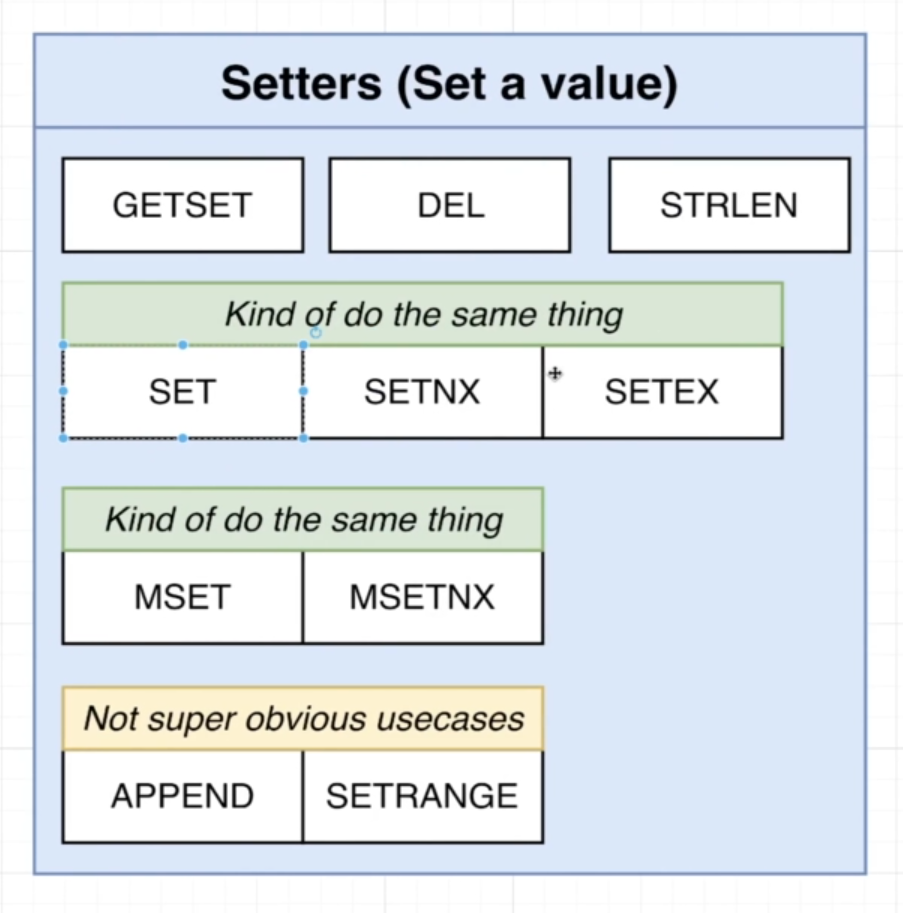 Setters (Set a value)
GETSET DEL STRLEN
Kind of do the same thing
SET SETNX SETEX
Kind of do the same thing
MSET MSETNX
Not super obvious usecases
APPEND SETRANGE